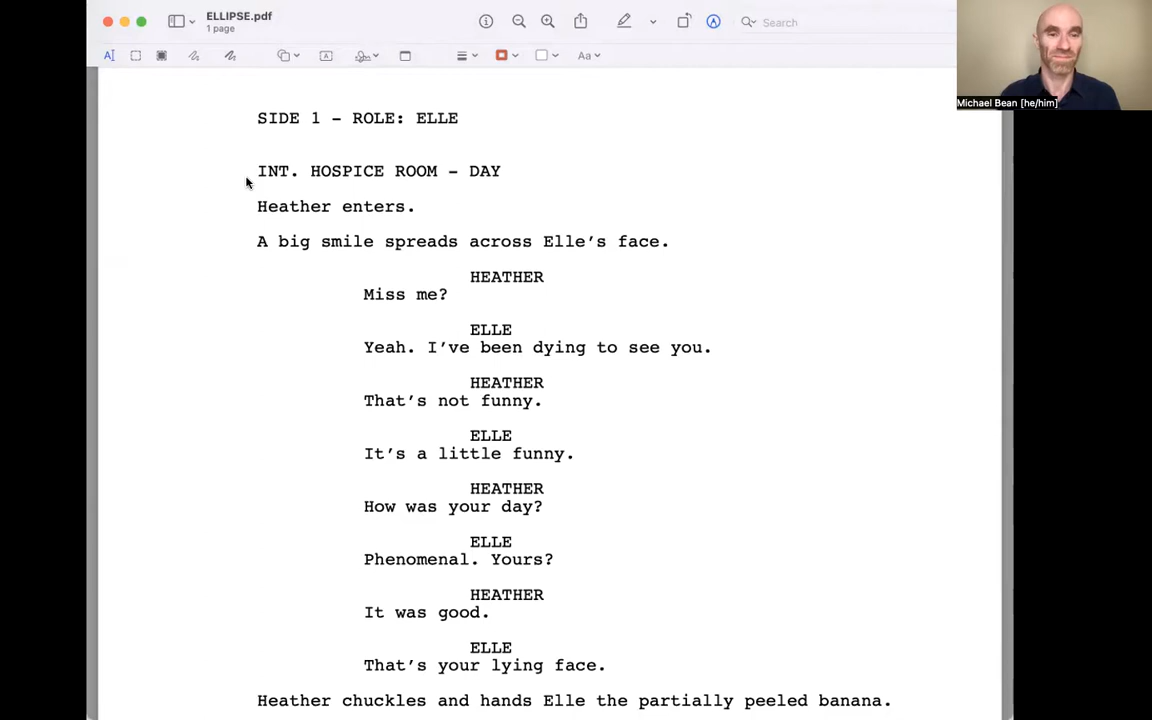 ELLIPSE.pdf
1 page
Search
A
Aa
Michael Bean [he/him]
SIDE 1 – ROLE: ELLE
INT. HOSPICE ROOM – DAY
Heather enters.
A big smile spreads across Elle’s face.
HEATHER
Miss me?
ELLE
Yeah. I’ve been dying to see you.
HEATHER
That’s not funny.
ELLE
It’s a little funny.
HEATHER
How was your day?
ELLE
Phenomenal. Yours?
HEATHER
It was good.
ELLE
That’s your lying face.
Heather chuckles and hands Elle the partially peeled banana.